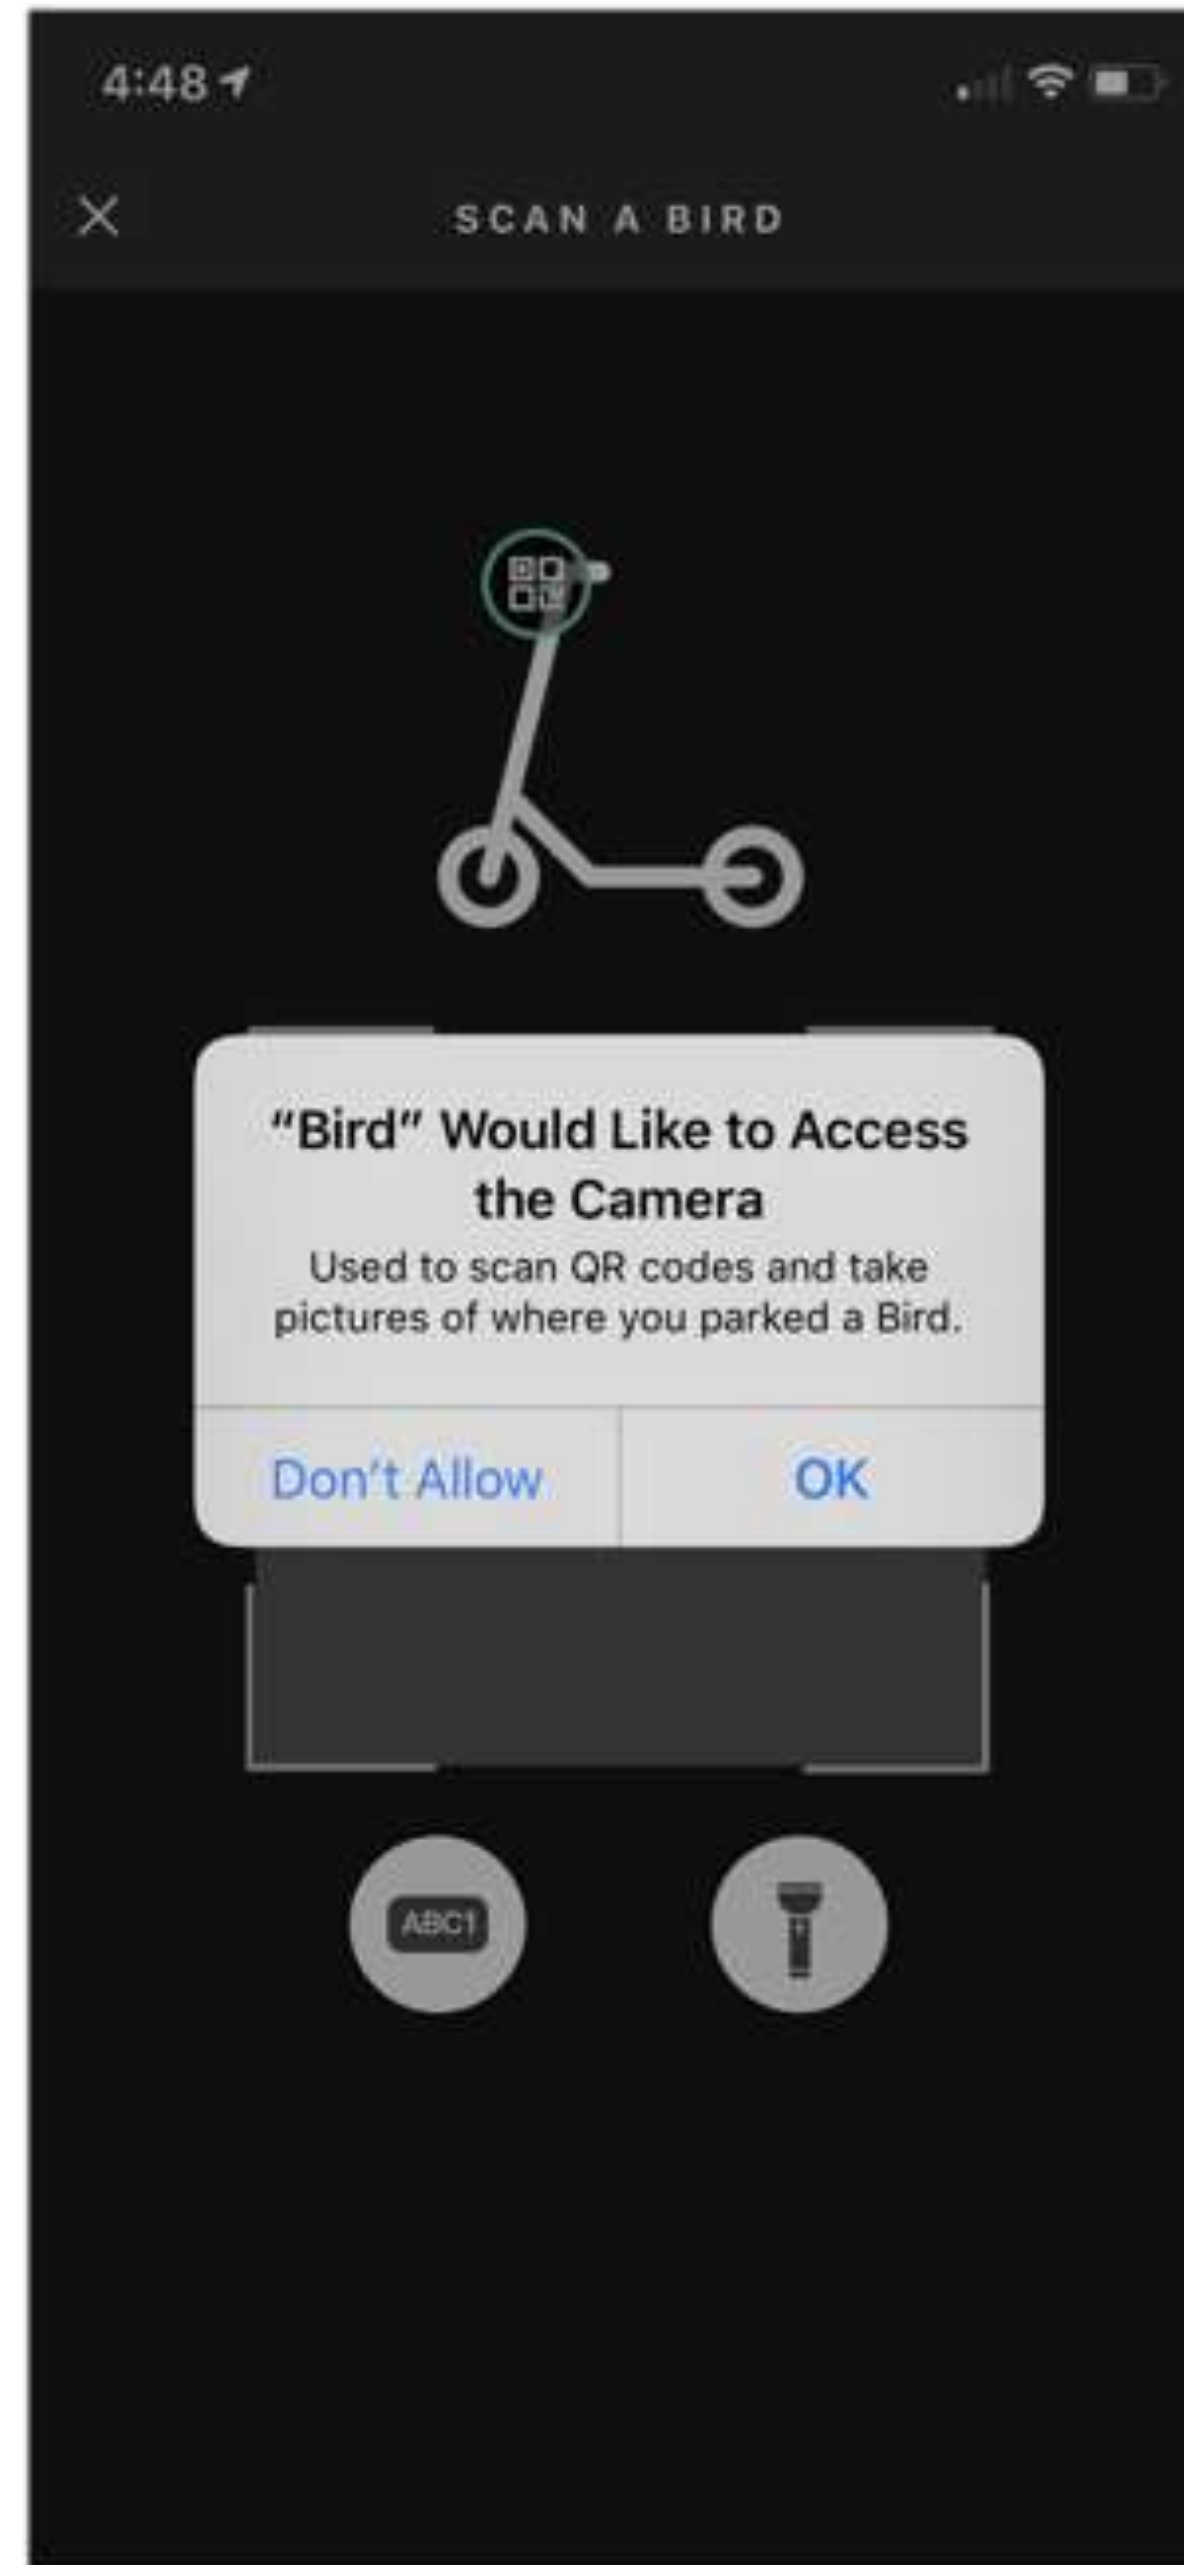 4:48
SCAN A BIRD
“Bird” Would Like to Access
the Camera
Used to scan QR codes and take
pictures of where you parked a Bird.
Don’t Allow
OK
ABC1